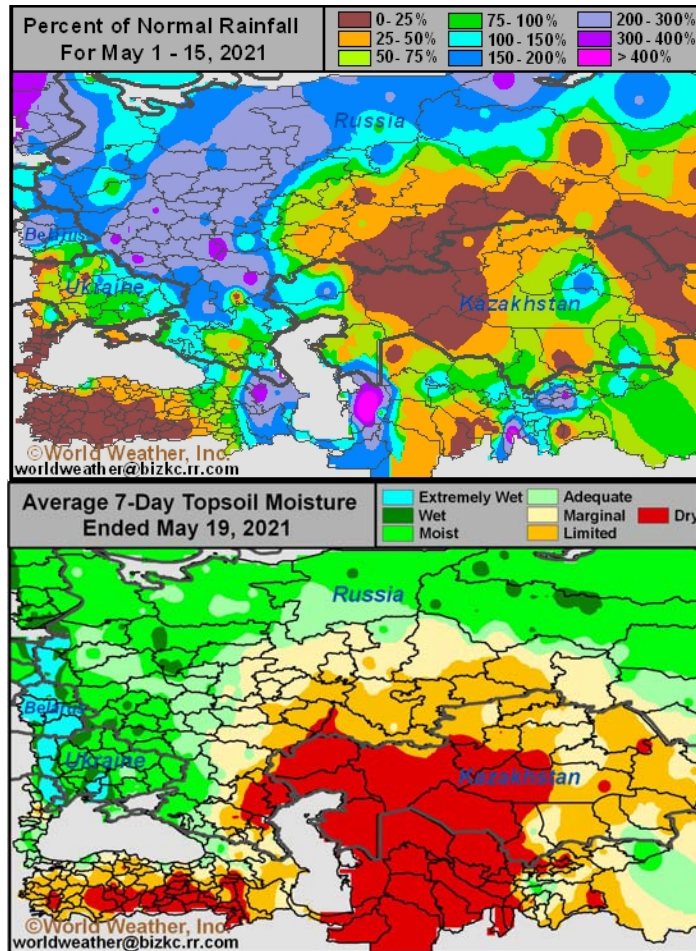 Percent of Normal Rainfall
For May 1 - 15, 2021
0 - 25%
25 - 50%
50 - 75%
75 - 100%
100 - 150%
150 - 200%
200 - 300%
300 - 400%
> 400%
Russia
Belarus
Ukraine
Kazakhstan
©World Weather, Inc.
worldweather@bizkc.rr.com
Average 7-Day Topsoil Moisture
Ended May 19, 2021
Extremely Wet
Wet
Moist
Adequate
Marginal
Limited
Dry
Russia
Belarus
Ukraine
Kazakhstan
©World Weather, Inc.
worldweather@bizkc.rr.com